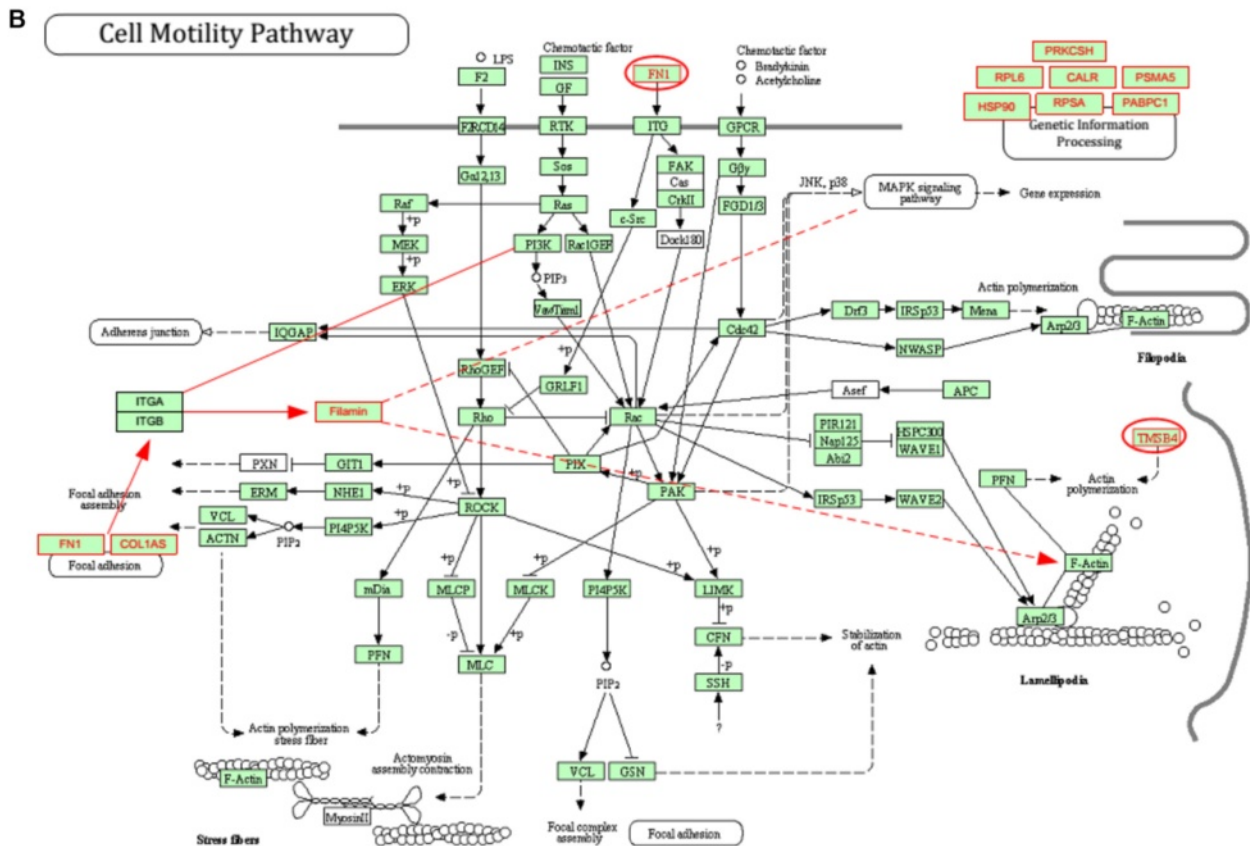 B
Cell Motility Pathway
LPS
F2
Chemotactic factor
INS
GF
FN1
Chemotactic factor
Bradykinin
Acetylcholine
PRKCSH
RPL6
CALR
PSMA5
HSP90
RPSA
PABPC1
Genetic Information
Processing
F2R
CD14
RTK
ITG
GPCR
Gα12,13
Sos
FAK
Cas
CrkII
Gβγ
JNK, p38
MAPK signaling
pathway
Gene expression
Raf
Ras
c-Src
FGD1/3
+p
MEK
PI3K
Rac1GEF
Dock180
+p
ERK
PIP3
Actin polymerization
Vav
Tiam1
Drf3
IRSp53
Mena
Arp2/3
F-Actin
Adherens junction
IQGAP
Cdc42
NWASP
Filopodia
+p
RhoGEF
GRLF1
Asef
APC
ITGA
ITGB
Filamin
Rho
Rac
PIR121
Nap125
Abi2
HSPC300
WAVE1
TMSB4
PXN
GIT1
PIX
+p
PFN
Actin
polymerization
Focal adhesion
assembly
ERM
NHE1
+p
ROCK
PAK
IRSp53
WAVE2
VCL
ACTN
PIP2
PI4P5K
+p
FN1
COL1AS
Focal adhesion
+p
+p
+p
F-Actin
mDia
MLCP
MLCK
PI4P5K
LIMK
+p
Arp2/3
-p
+p
CFN
Stabilization
of actin
PFN
MLC
-p
PIP2
SSH
Lamellipodia
?
Actin polymerization
stress fiber
Actomyosin
assembly contraction
F-Actin
VCL
GSN
MyosinII
Stress fibers
Focal complex
assembly
Focal adhesion